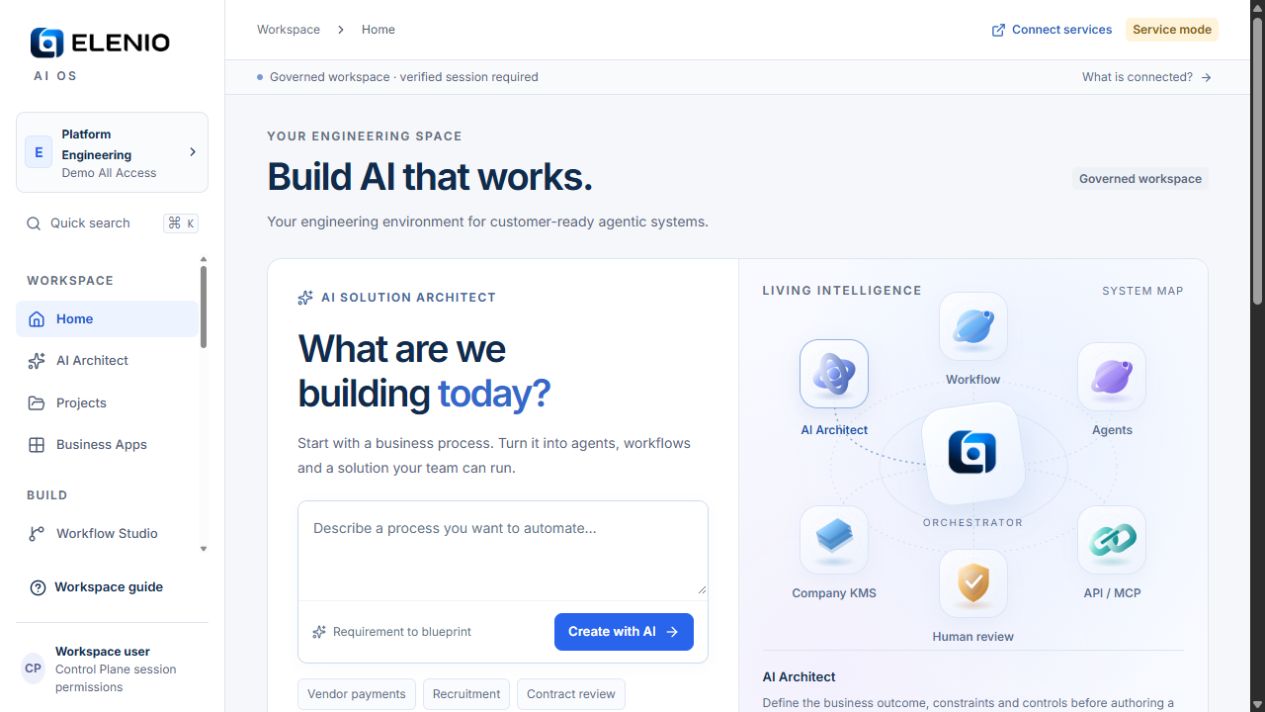 ELENIO
AI OS
E
Platform
Engineering
Demo All Access
Quick search
⌘ K
WORKSPACE
Home
AI Architect
Projects
Business Apps
BUILD
Workflow Studio
Workspace guide
CP
Workspace user
Control Plane session
permissions
Workspace
Home
Connect services
Service mode
Governed workspace · verified session required
What is connected?
YOUR ENGINEERING SPACE
Build AI that works.
Governed workspace
Your engineering environment for customer-ready agentic systems.
AI SOLUTION ARCHITECT
What are we
building today?
Start with a business process. Turn it into agents, workflows
and a solution your team can run.
Describe a process you want to automate...
Requirement to blueprint
Create with AI
Vendor payments
Recruitment
Contract review
LIVING INTELLIGENCE
SYSTEM MAP
Workflow
AI Architect
Agents
ORCHESTRATOR
Company KMS
API / MCP
Human review
AI Architect
Define the business outcome, constraints and controls before authoring a